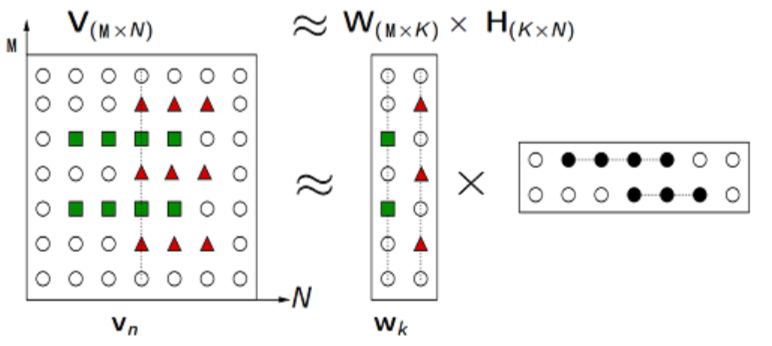 V(M×N) ≈ W(M×K) × H(K×N)
M
≈ ×
N
vn wk